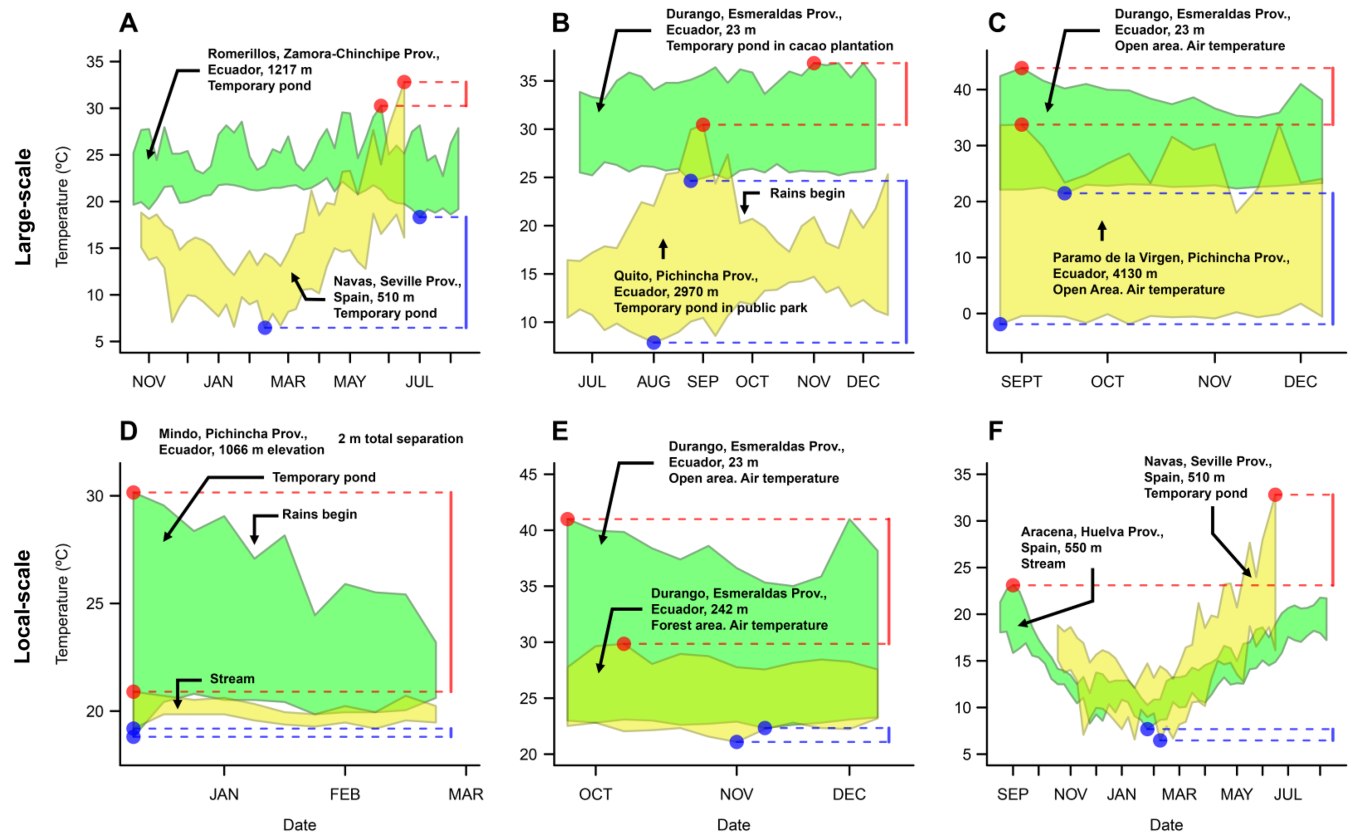 A
B
C
Large-scale
Temperature (ºC)
Romerillos, Zamora-Chinchipe Prov.,
Ecuador, 1217 m
Temporary pond
Navas, Seville Prov.,
Spain, 510 m
Temporary pond
35
30
25
20
15
10
5
NOV
JAN
MAR
MAY
JUL
Durango, Esmeraldas Prov.,
Ecuador, 23 m
Temporary pond in cacao plantation
Rains begin
Quito, Pichincha Prov.,
Ecuador, 2970 m
Temporary pond in public park
35
30
25
20
15
10
JUL
AUG
SEP
OCT
NOV
DEC
Durango, Esmeraldas Prov.,
Ecuador, 23 m
Open area. Air temperature
Paramo de la Virgen, Pichincha Prov.,
Ecuador, 4130 m
Open Area. Air temperature
40
30
20
10
0
SEPT
OCT
NOV
DEC
D
E
F
Local-scale
Temperature (ºC)
Mindo, Pichincha Prov.,
Ecuador, 1066 m elevation
2 m total separation
Temporary pond
Rains begin
Stream
30
25
20
JAN
FEB
MAR
Date
Durango, Esmeraldas Prov.,
Ecuador, 23 m
Open area. Air temperature
Durango, Esmeraldas Prov.,
Ecuador, 242 m
Forest area. Air temperature
45
40
35
30
25
20
OCT
NOV
DEC
Date
Navas, Seville Prov.,
Spain, 510 m
Temporary pond
Aracena, Huelva Prov.,
Spain, 550 m
Stream
35
30
25
20
15
10
5
SEP
NOV
JAN
MAR
MAY
JUL
Date